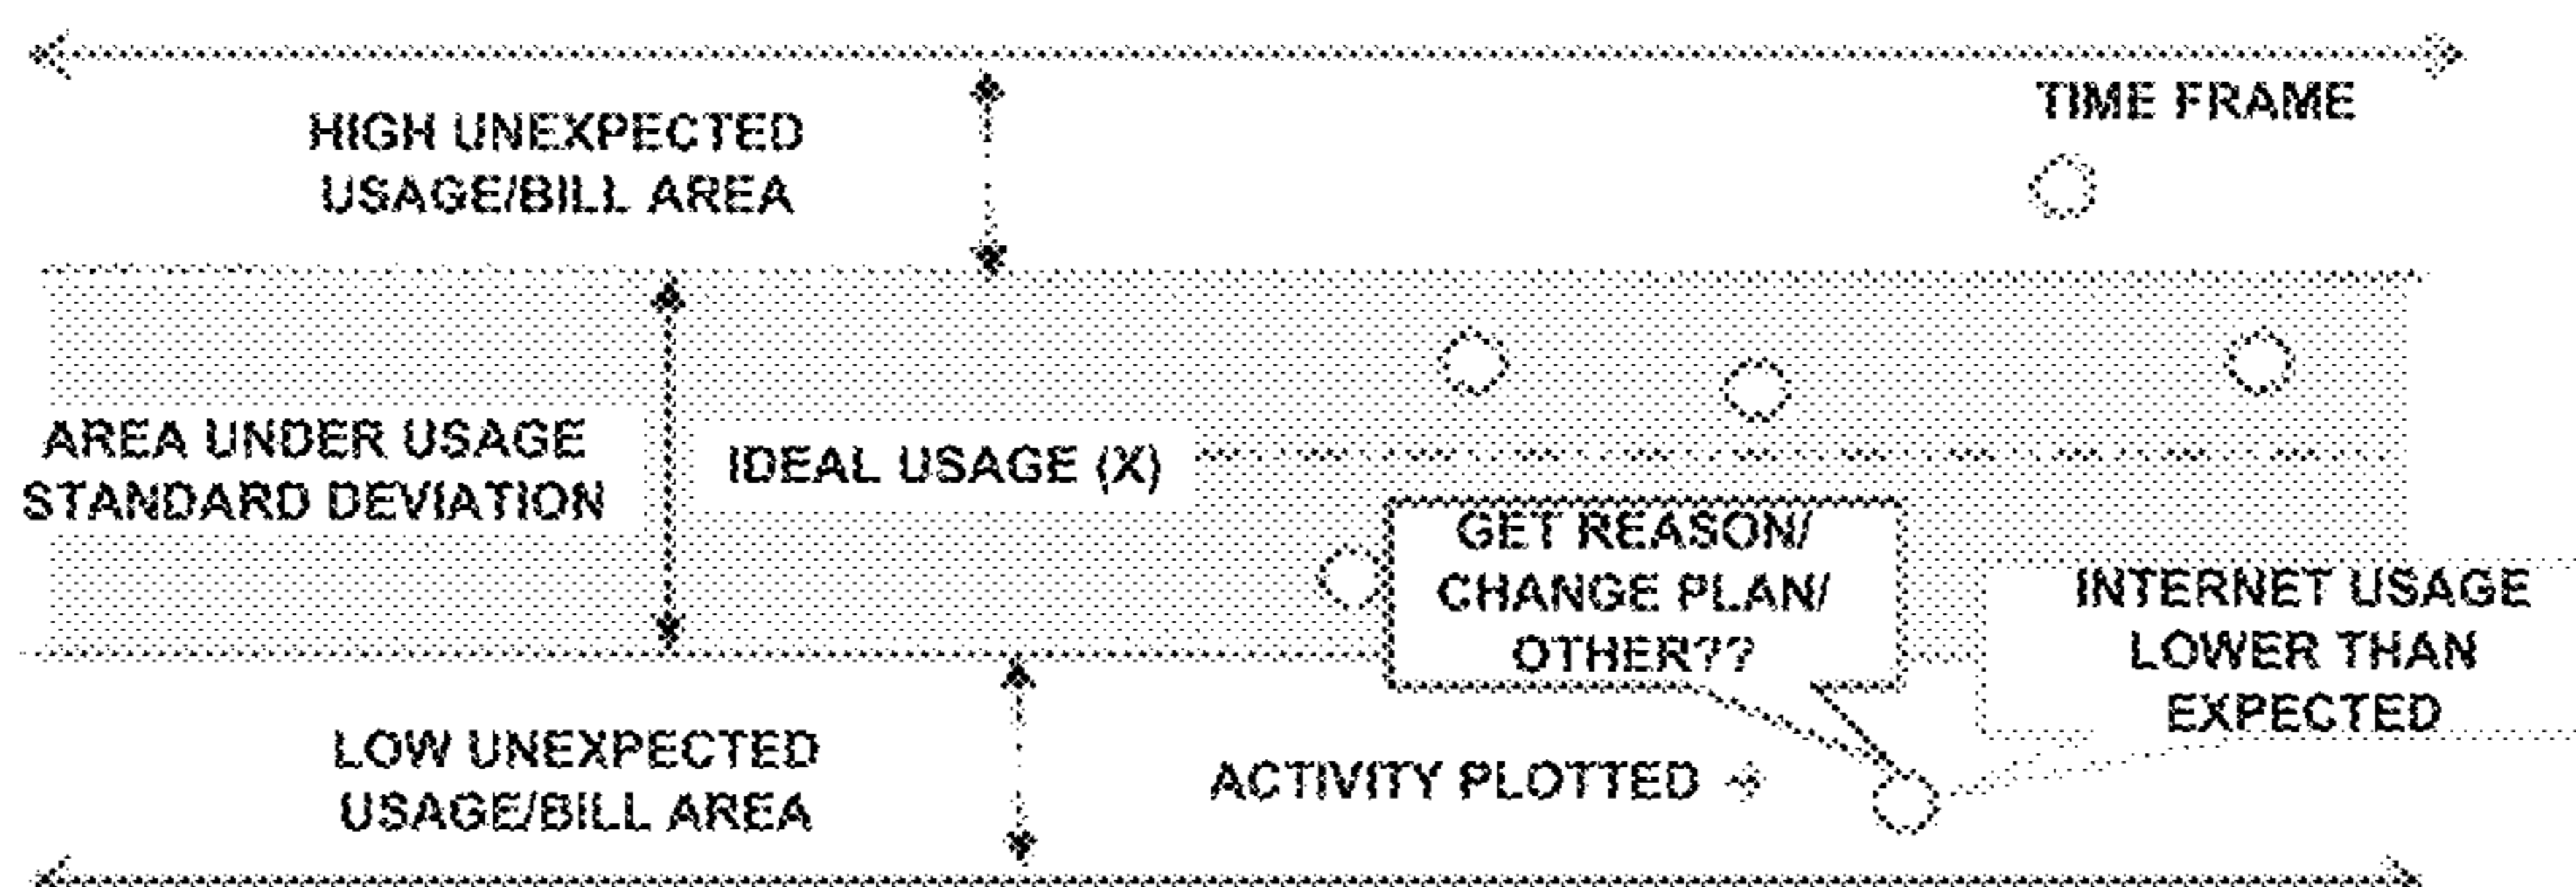 TIME FRAME
HIGH UNEXPECTED
USAGE/BILL AREA
AREA UNDER USAGE
STANDARD DEVIATION
IDEAL USAGE (X)
GET REASON/
CHANGE PLAN/
OTHER??
INTERNET USAGE
LOWER THAN
EXPECTED
LOW UNEXPECTED
USAGE/BILL AREA
ACTIVITY PLOTTED →